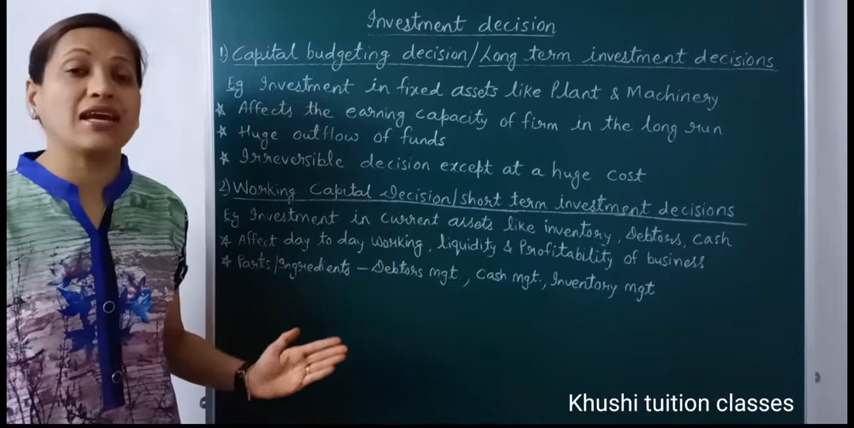 Investment decision
1) Capital budgeting decision/Long term investment decisions
Eg Investment in fixed assets like Plant & Machinery
* Affects the earning capacity of firm in the long run
* Huge outflow of funds
* Irreversible decision except at a huge cost
2) Working Capital Decision/short term investment decisions
Eg Investment in current assets like inventory, Debtors, Cash
* Affect day to day working, liquidity & Profitability of business
* Parts/Ingredients - Debtors mgt, Cash mgt., Inventory mgt
Khushi tuition classes